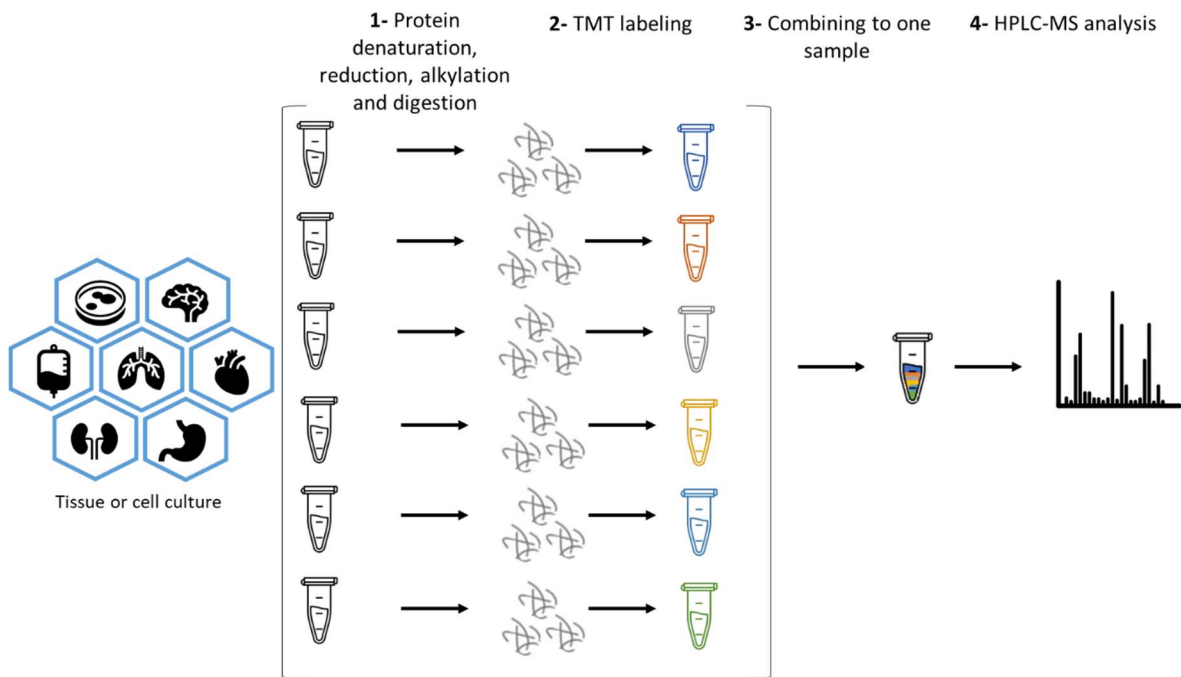 1- Protein
denaturation,
reduction, alkylation
and digestion
2- TMT labeling
3- Combining to one
sample
4- HPLC-MS analysis
Tissue or cell culture